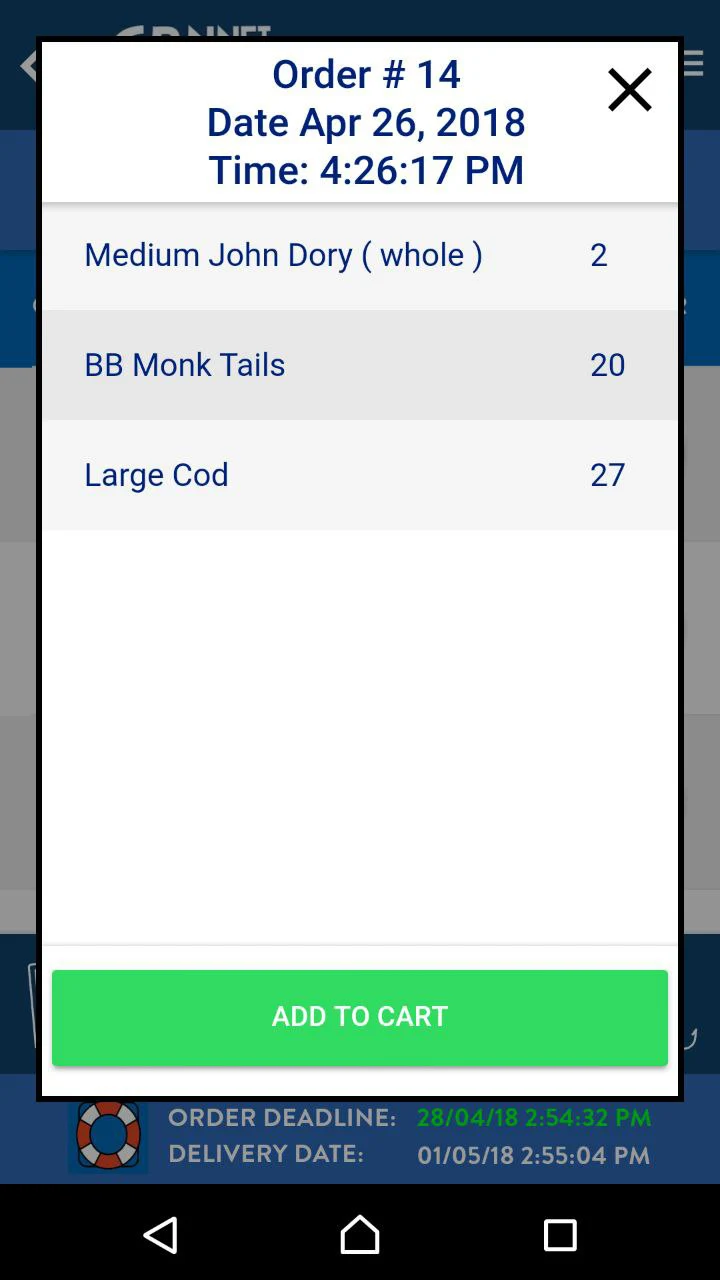 Order # 14
Date Apr 26, 2018
Time: 4:26:17 PM
Medium John Dory ( whole ) 2
BB Monk Tails 20
Large Cod 27
ADD TO CART
ORDER DEADLINE: 28/04/18 2:54:32 PM
DELIVERY DATE: 01/05/18 2:55:04 PM